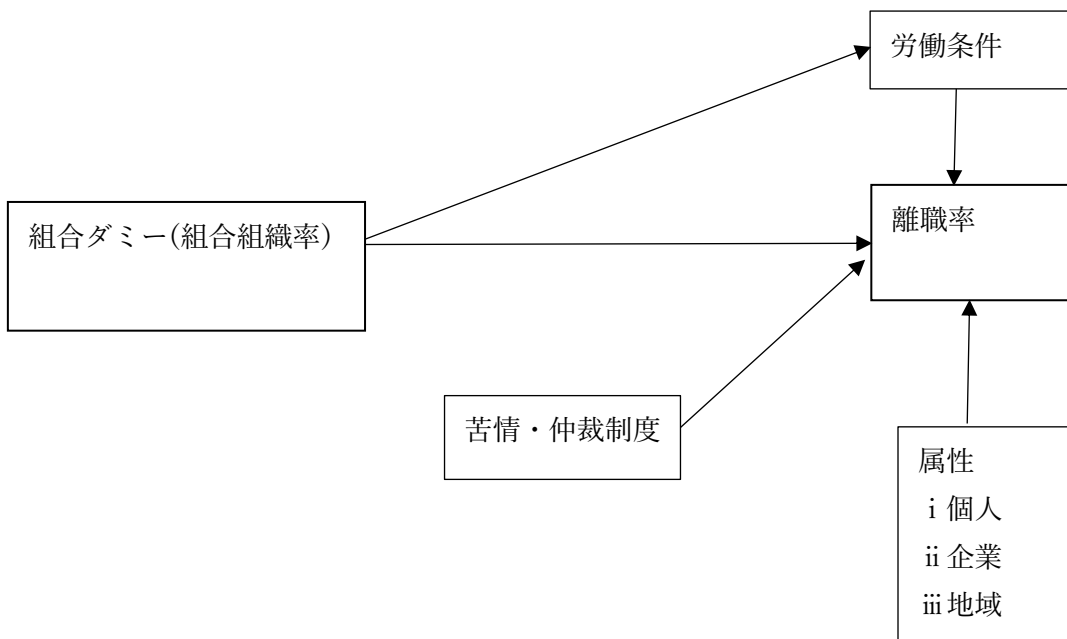 労働条件
組合ダミー(組合組織率)
離職率
苦情・仲裁制度
属性
ⅰ個人
ⅱ企業
ⅲ地域